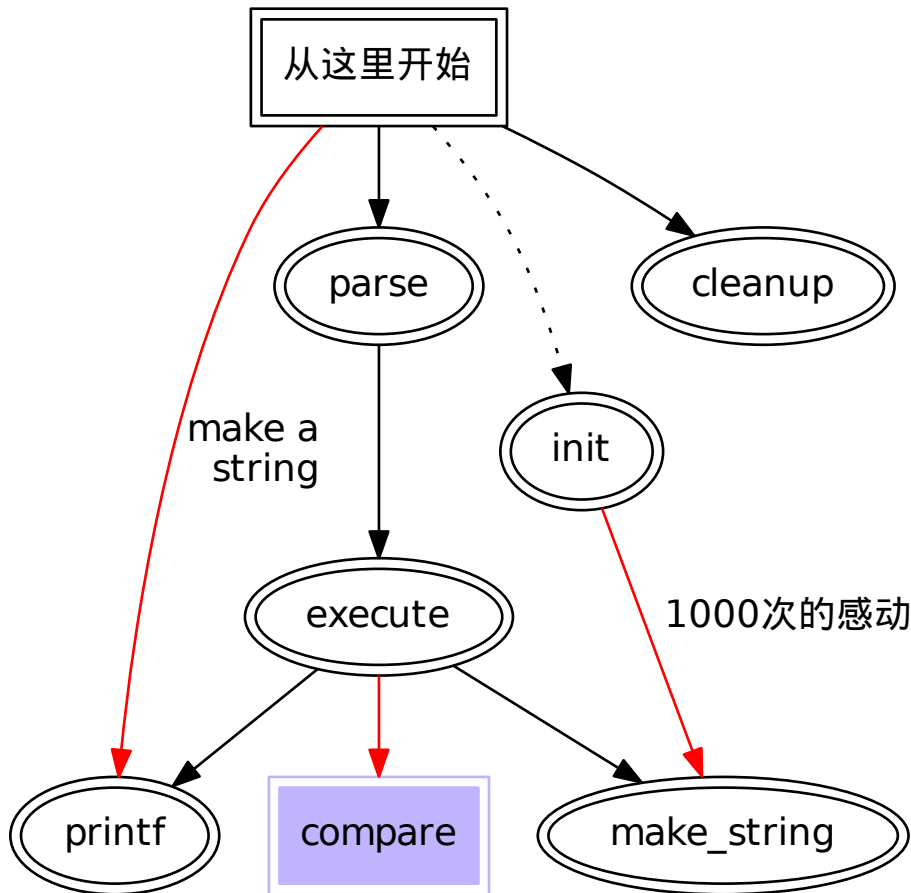 从这里开始
parse
cleanup
make a
string
init
execute
1000次的感动
printf
compare
make_string